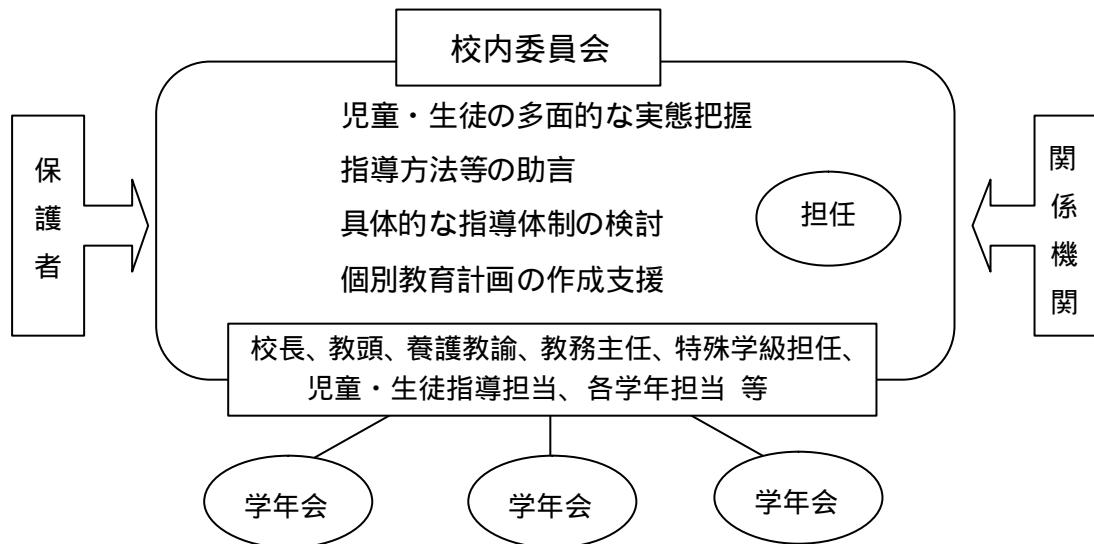 校内委員会
児童・生徒の多面的な実態把握
指導方法等の助言
具体的な指導体制の検討
個別教育計画の作成支援
担任
保護者
関係機関
校長、教頭、養護教諭、教務主任、特殊学級担任、
児童・生徒指導担当、各学年担当 等
学年会
学年会
学年会